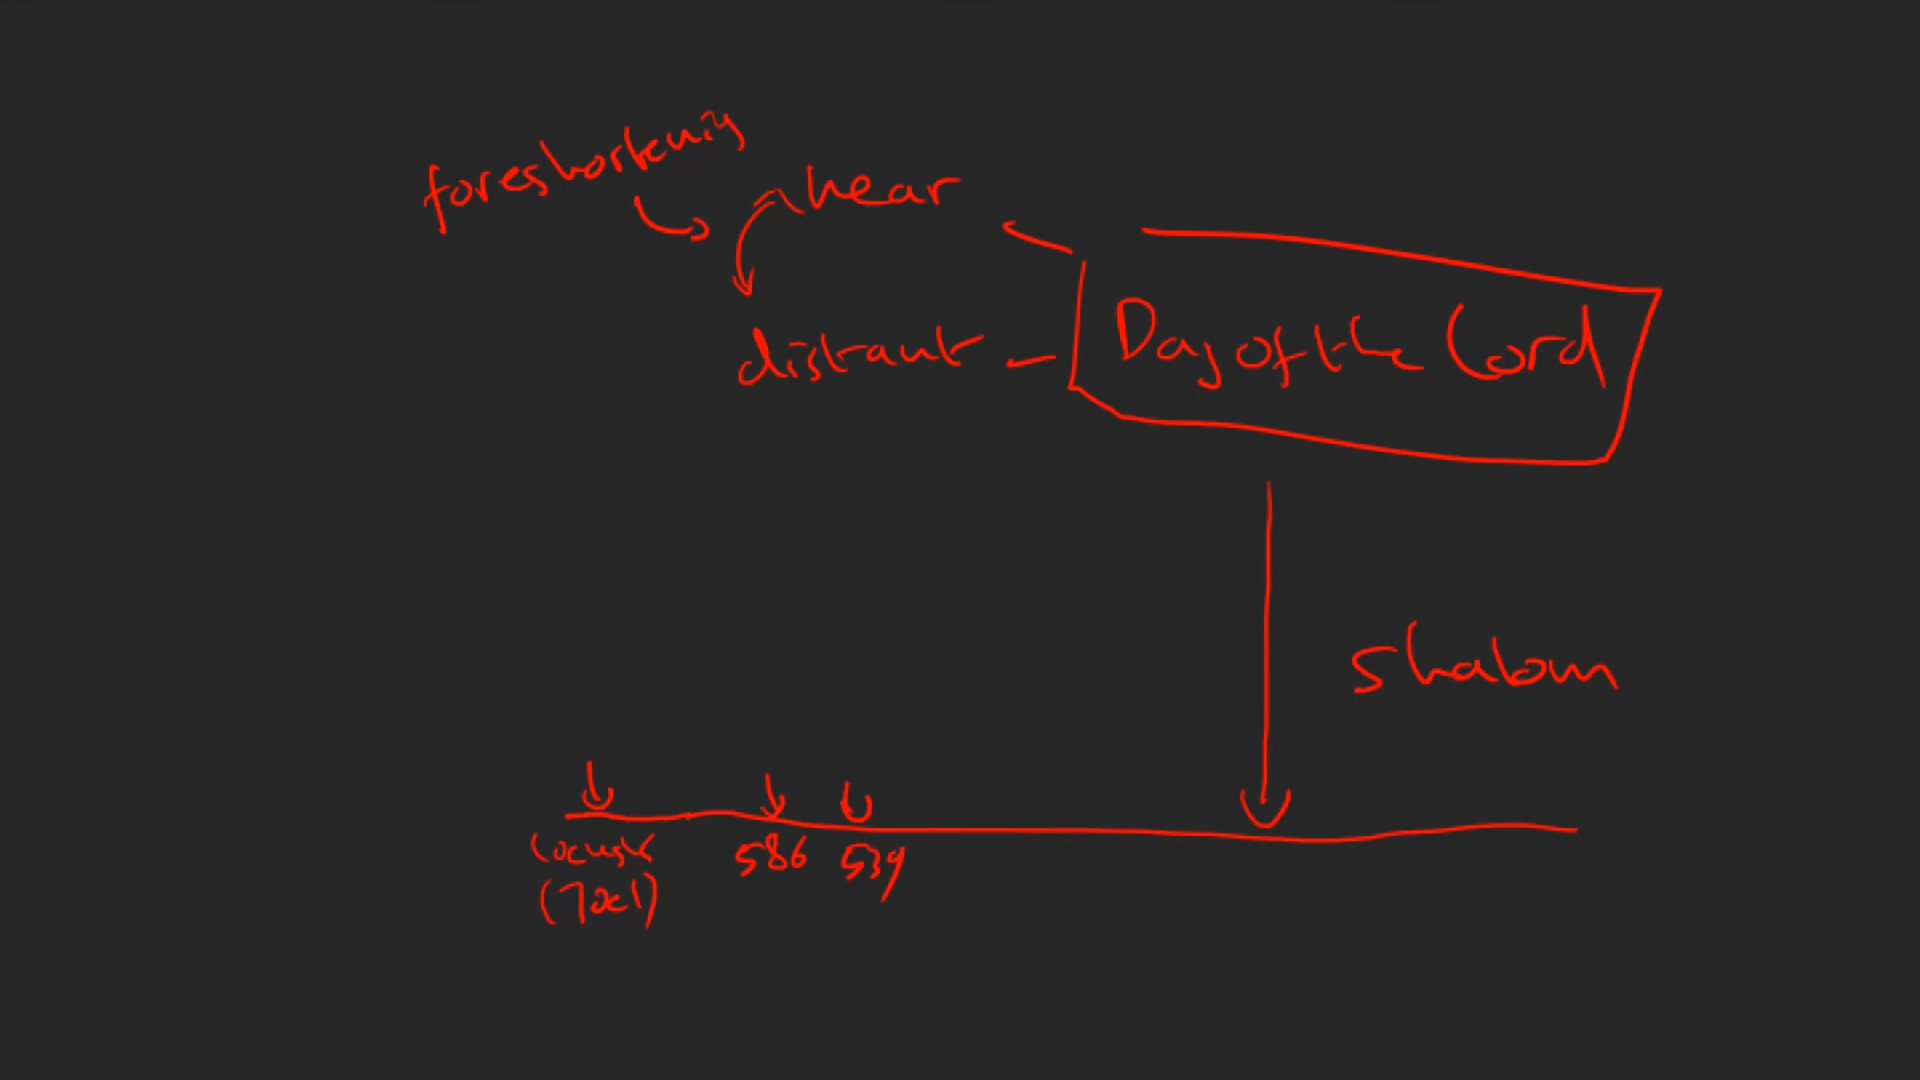 foreshortening
near
distant
Day of the Lord
shalom
locusts 586 539
(Joel)